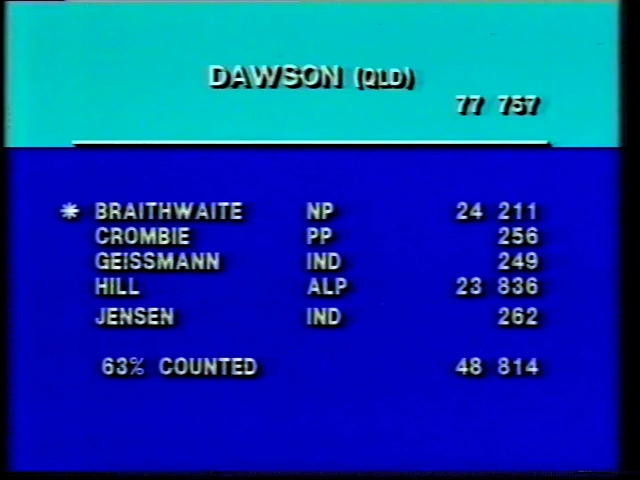 DAWSON (QLD)
77 757
* BRAITHWAITE NP 24 211
CROMBIE PP 256
GEISSMANN IND 249
HILL ALP 23 836
JENSEN IND 262
63% COUNTED 48 814